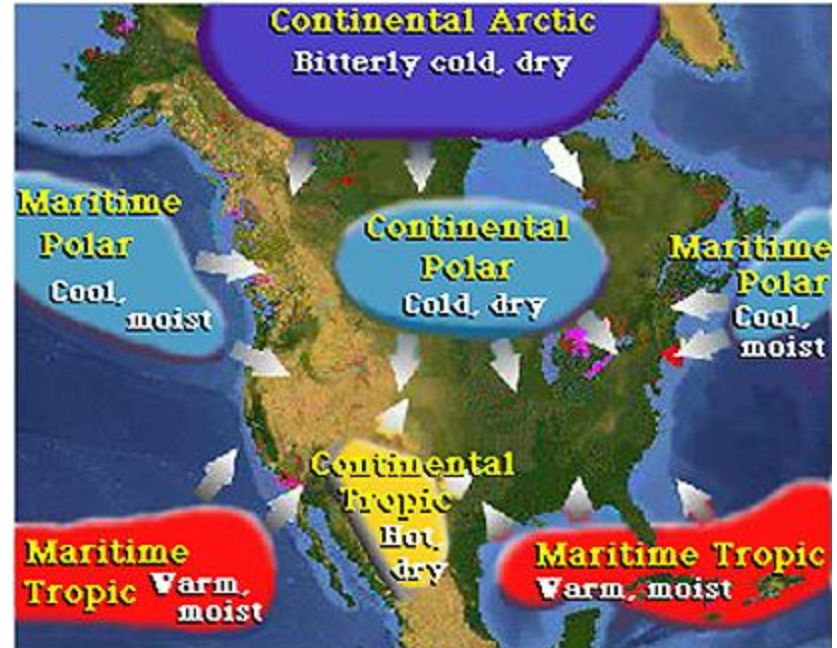 Continental Arctic
Bitterly cold, dry
Maritime
Polar
Cool,
moist
Continental
Polar
Cold, dry
Maritime
Polar
Cool,
moist
Continental
Tropic
Hot,
dry
Maritime
Tropic Warm,
moist
Maritime Tropic
Warm, moist